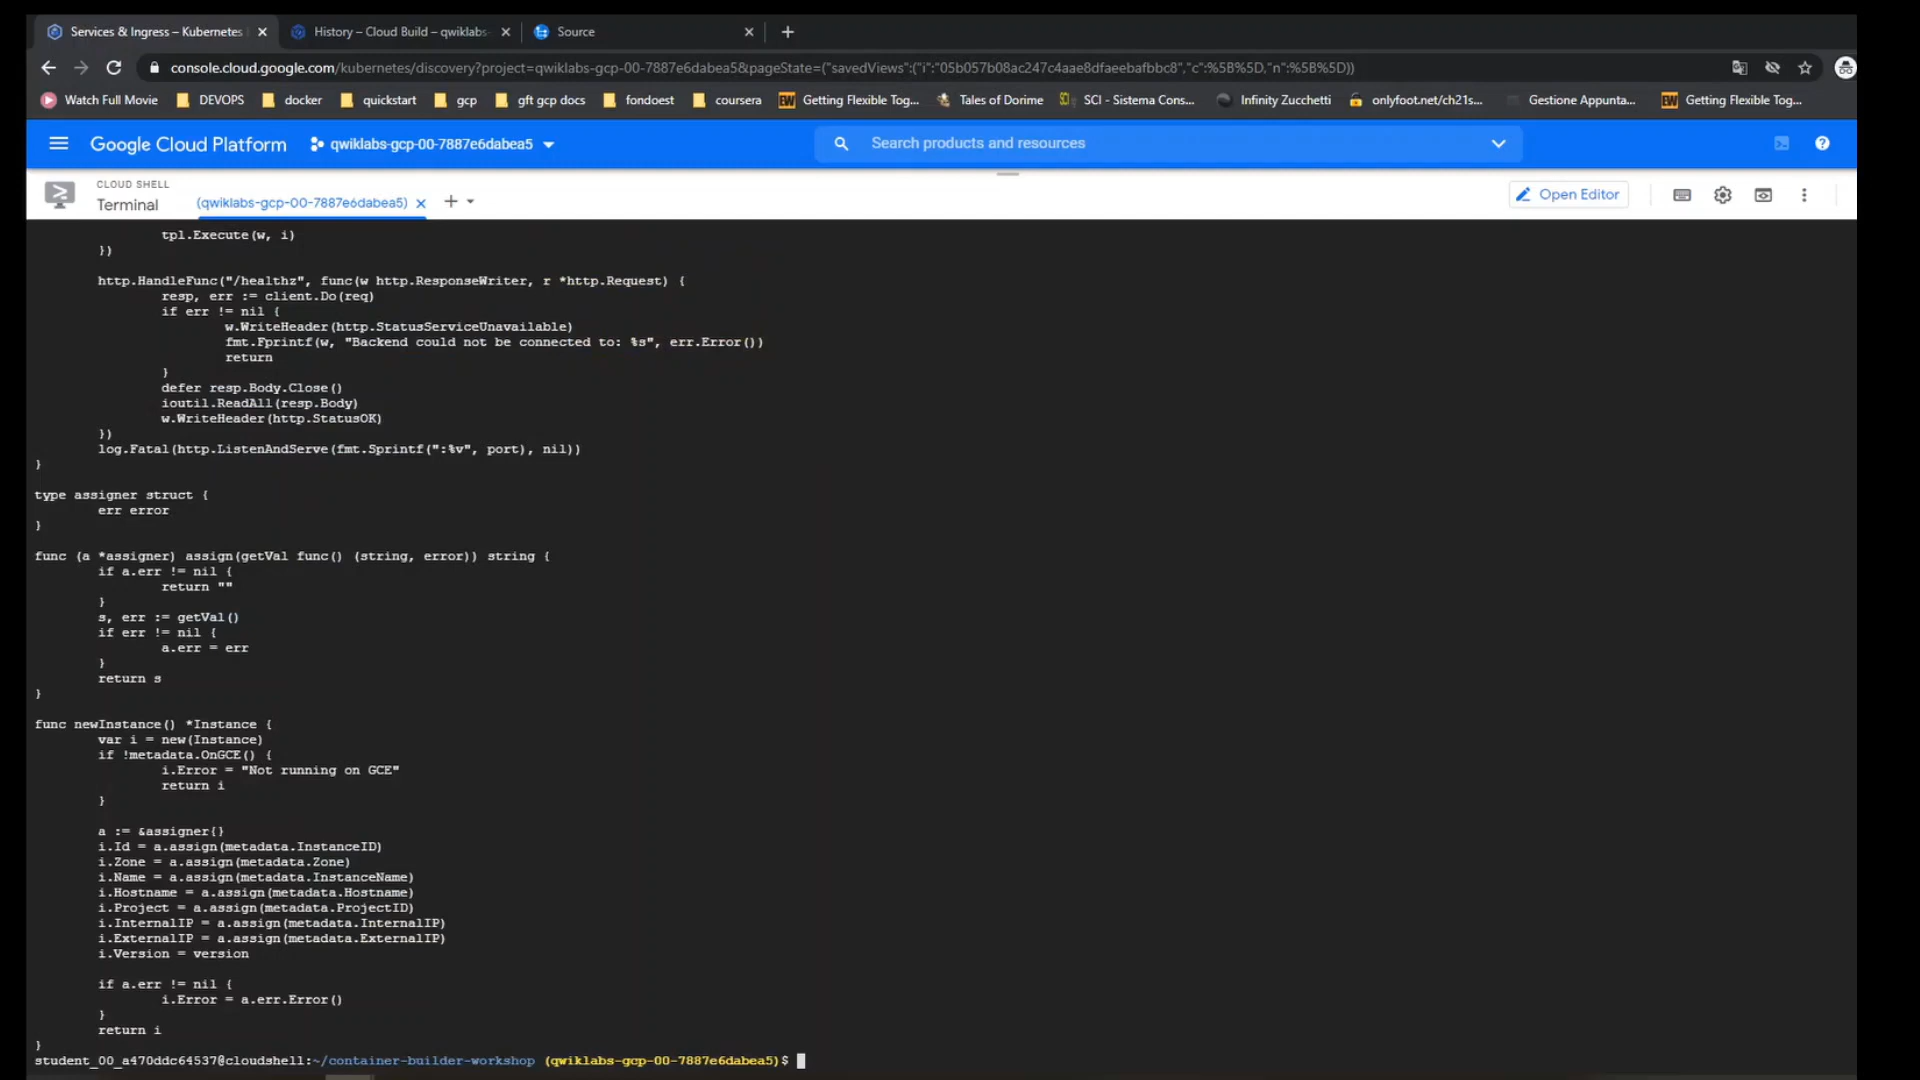 Services & Ingress – Kubernetes
History – Cloud Build – qwiklabs-
Source
console.cloud.google.com/kubernetes/discovery?project=qwiklabs-gcp-00-7887e6dabea5&pageState=("savedViews":("i":"05b057b08ac247c4aae8dfaeebafbbc8","c":%5B%5D,"n":%5B%5D))
Watch Full Movie DEVOPS docker quickstart gcp gft gcp docs fondoest coursera Getting Flexible Tog... Tales of Dorime SCI - Sistema Cons... Infinity Zucchetti onlyfoot.net/ch21s... Gestione Appunta... Getting Flexible Tog...
Google Cloud Platform qwiklabs-gcp-00-7887e6dabea5 Search products and resources
CLOUD SHELL
Terminal (qwiklabs-gcp-00-7887e6dabea5) Open Editor
tpl.Execute(w, i)
})
http.HandleFunc("/healthz", func(w http.ResponseWriter, r *http.Request) {
resp, err := client.Do(req)
if err != nil {
w.WriteHeader(http.StatusServiceUnavailable)
fmt.Fprintf(w, "Backend could not be connected to: %s", err.Error())
return
}
defer resp.Body.Close()
ioutil.ReadAll(resp.Body)
w.WriteHeader(http.StatusOK)
})
log.Fatal(http.ListenAndServe(fmt.Sprintf(":%v", port), nil))
}
type assigner struct {
err error
}
func (a *assigner) assign(getVal func() (string, error)) string {
if a.err != nil {
return ""
}
s, err := getVal()
if err != nil {
a.err = err
}
return s
}
func newInstance() *Instance {
var i = new(Instance)
if !metadata.OnGCE() {
i.Error = "Not running on GCE"
return i
}
a := &assigner{}
i.Id = a.assign(metadata.InstanceID)
i.Zone = a.assign(metadata.Zone)
i.Name = a.assign(metadata.InstanceName)
i.Hostname = a.assign(metadata.Hostname)
i.Project = a.assign(metadata.ProjectID)
i.InternalIP = a.assign(metadata.InternalIP)
i.ExternalIP = a.assign(metadata.ExternalIP)
i.Version = version
if a.err != nil {
i.Error = a.err.Error()
}
return i
}
student_00_a470ddc64537@cloudshell:~/container-builder-workshop (qwiklabs-gcp-00-7887e6dabea5)$